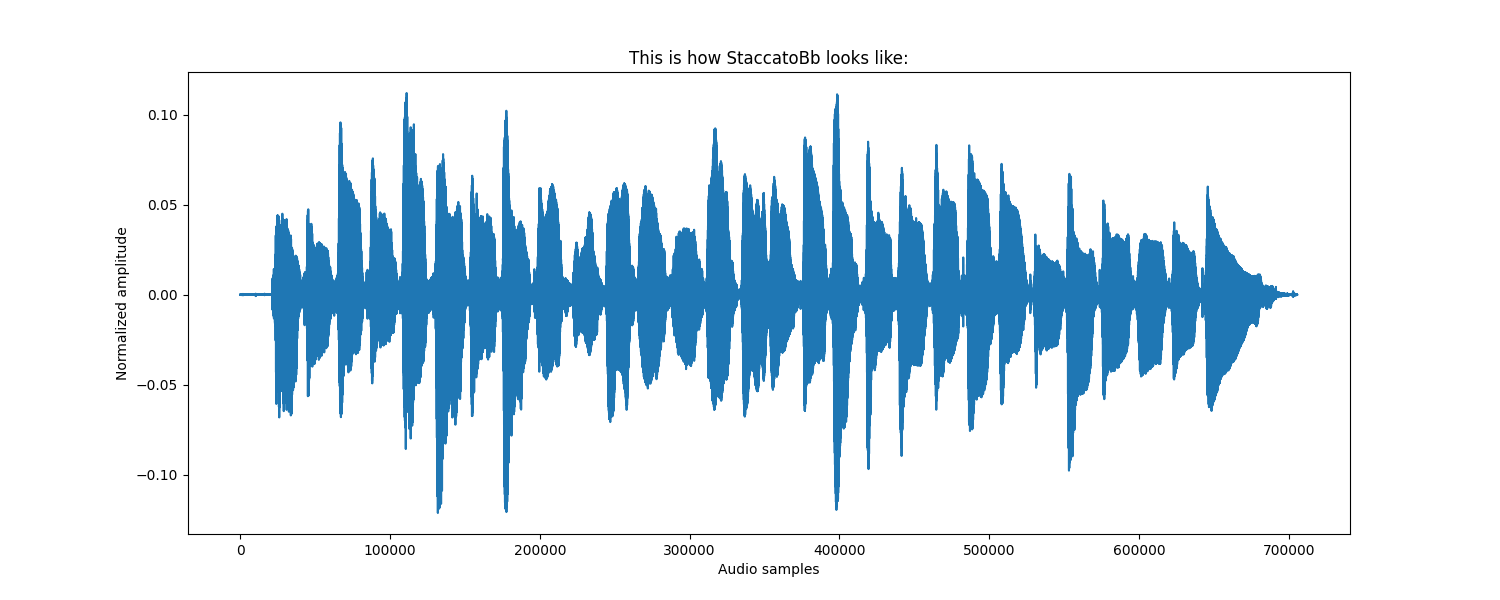 This is how StaccatoBb looks like:
0.10
0.05
0.00
−0.05
−0.10
Normalized amplitude
0 100000 200000 300000 400000 500000 600000 700000
Audio samples